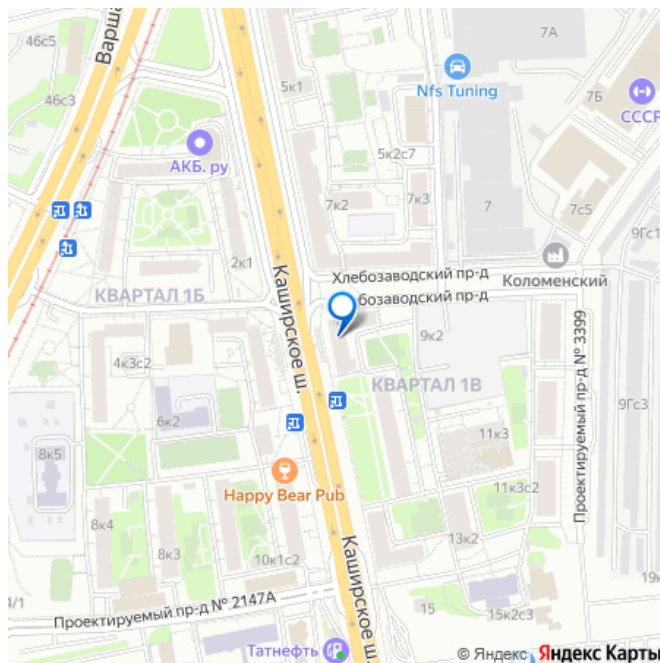 46с5
7А
Варша
46с3
5к1
Nfs Tuning
7Б
СССР
АКБ. ру
5к2с7
7к2
7к3
7
7с5
9Гс1
2к1
Хлебозаводский пр-д
Коломенский
КВАРТАЛ 1Б
бозаводский пр-д
Каширское ш.
9к2
4к3с2
КВАРТАЛ 1В
Проектируемый пр-д № 3399
9Гс3
6к2
11к3
8к5
Happy Bear Pub
11к3с2
8к4
8к3
10к1с2
13к2
Каширское ш.
19к
4/1
Проектируемый пр-д № 2147А
15
15к2с3
Татнефть
© Яндекс
Яндекс Карты